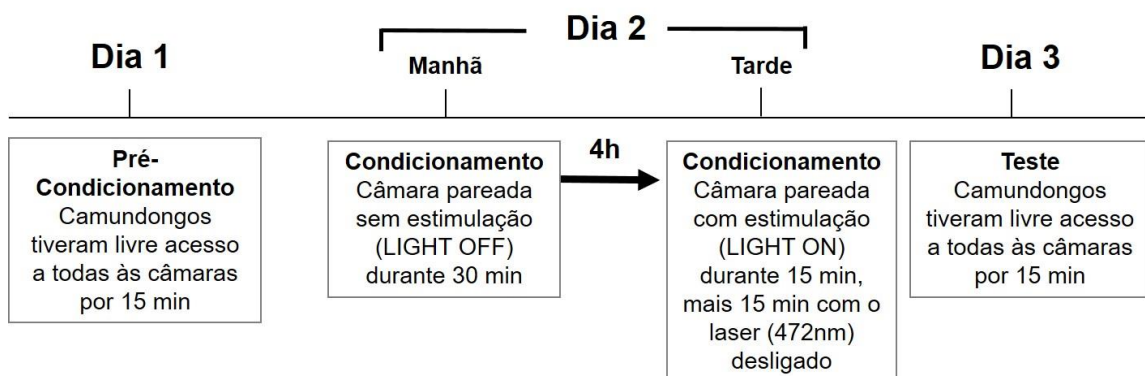 Dia 1
Dia 2
Manhã
Tarde
Dia 3
Pré-
Condicionamento
Camundongos
tiveram livre acesso
a todas às câmaras
por 15 min
Condicionamento
Câmara pareada
sem estimulação
(LIGHT OFF)
durante 30 min
4h
Condicionamento
Câmara pareada
com estimulação
(LIGHT ON)
durante 15 min,
mais 15 min com o
laser (472nm)
desligado
Teste
Camundongos
tiveram livre acesso
a todas às câmaras
por 15 min